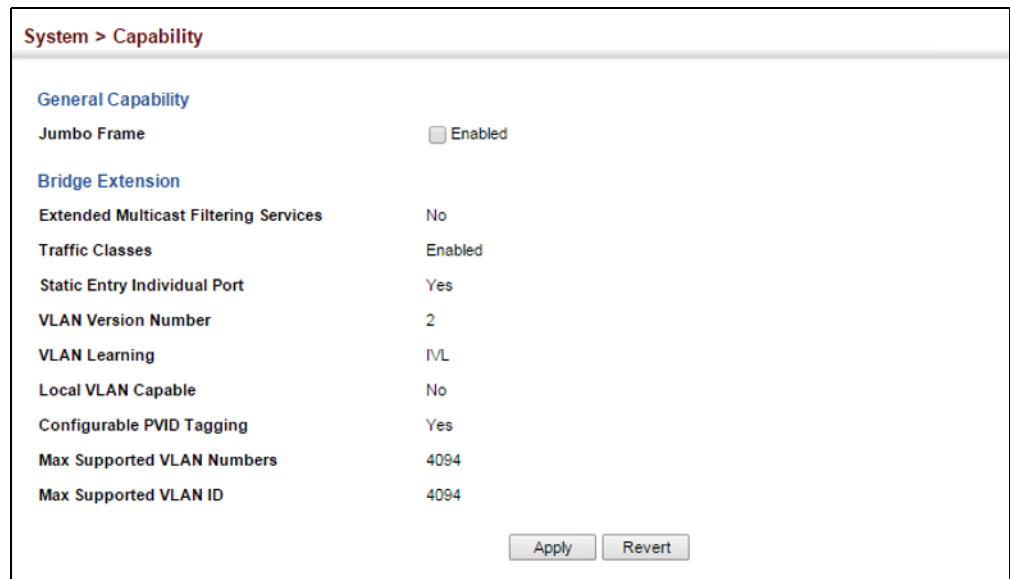 System > Capability
General Capability
Jumbo Frame Enabled
Bridge Extension
Extended Multicast Filtering Services No
Traffic Classes Enabled
Static Entry Individual Port Yes
VLAN Version Number 2
VLAN Learning IVL
Local VLAN Capable No
Configurable PVID Tagging Yes
Max Supported VLAN Numbers 4094
Max Supported VLAN ID 4094
Apply Revert